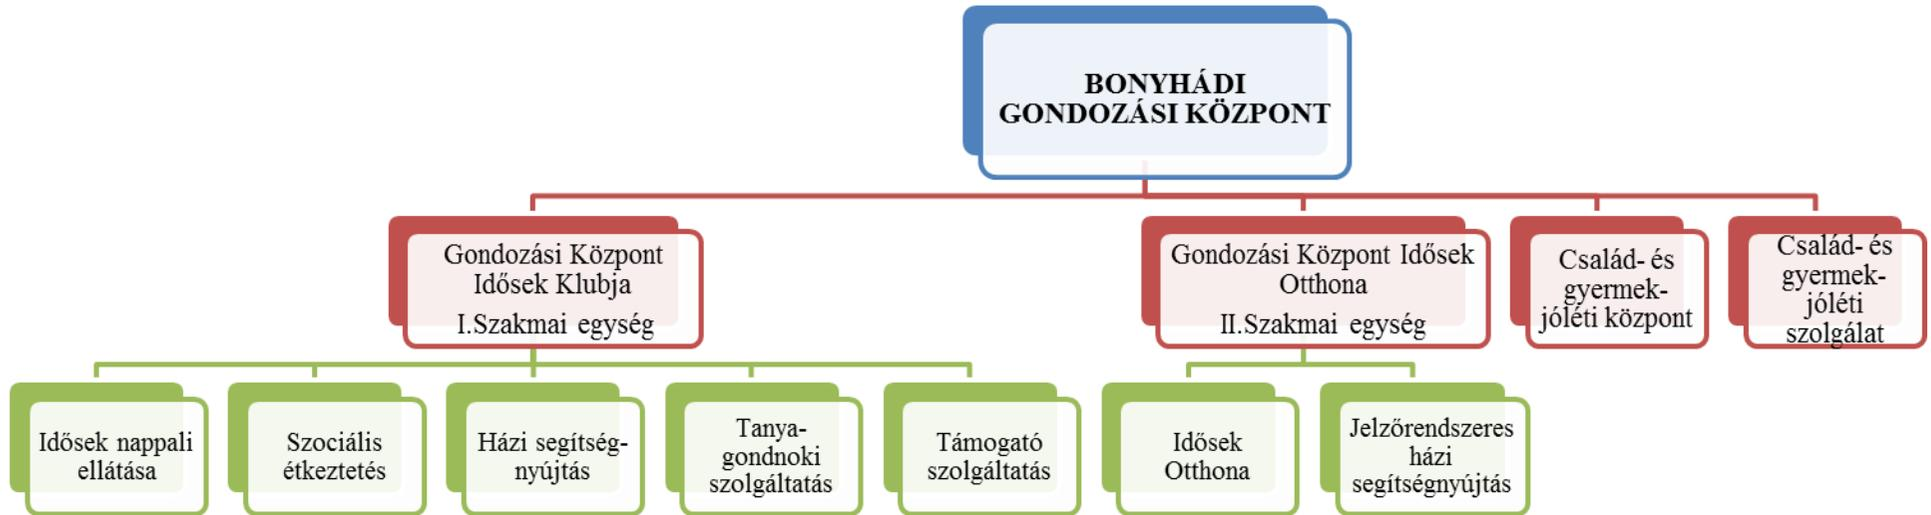 BONYHÁDI
GONDOZÁSI KÖZPONT
Gondozási Központ
Idősek Klubja
I.Szakmai egység
Gondozási Központ Idősek
Otthona
II.Szakmai egység
Család- és
gyermek-
jóléti központ
Család- és
gyermek-
jóléti
szolgálat
Idősek nappali
ellátása
Szociális
étkeztetés
Házi segítség-
nyújtás
Tanya-
gondnoki
szolgáltatás
Támogató
szolgáltatás
Idősek
Otthona
Jelzőrendszeres
házi
segítségnyújtás